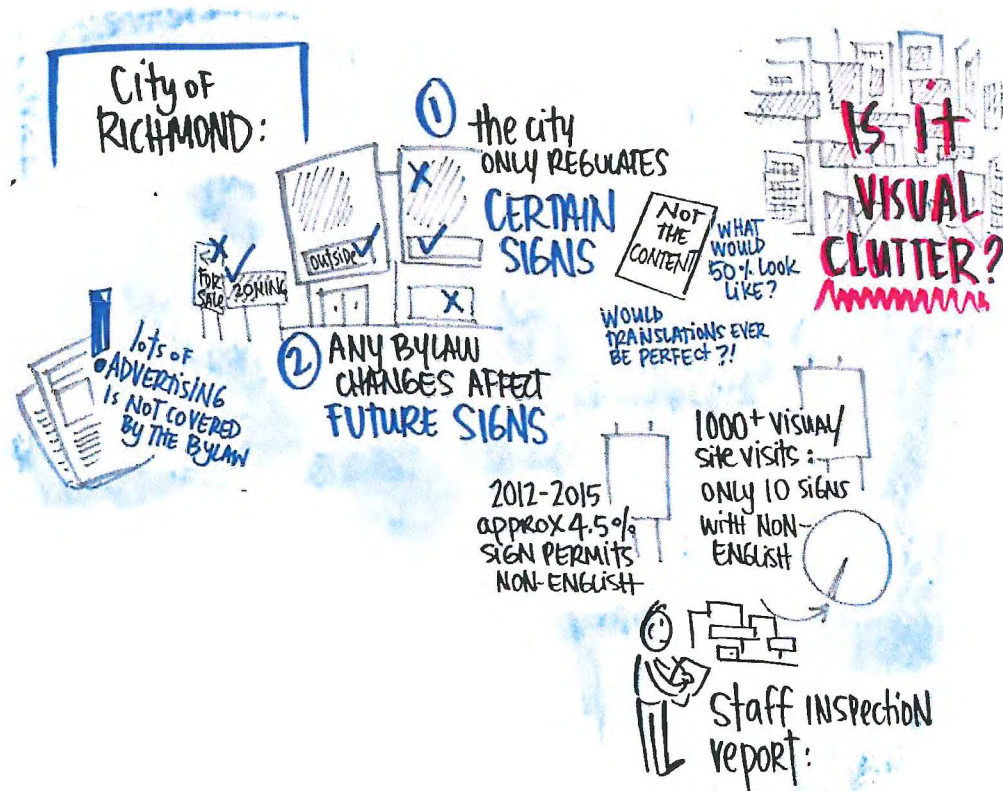 City of
RICHMOND:
1
the city
ONLY REGULATES
CERTAIN
SIGNS
NOT
THE
CONTENT
WHAT
WOULD
50% LOOK
LIKE?
WOULD
TRANSLATIONS EVER
BE PERFECT?!
IS it
VISUAL
CLUTTER?
outside
FOR
SALE
ZONING
2
ANY BYLAW
CHANGES AFFECT
FUTURE SIGNS
lots of
ADVERTISING
IS NOT COVERED
BY THE BYLAW
2012-2015
approx 4.5%
SIGN PERMITS
NON-ENGLISH
1000+ VISUAL/
site visits:
ONLY 10 SIGNS
WITH NON-
ENGLISH
Staff INSPECTION
report: